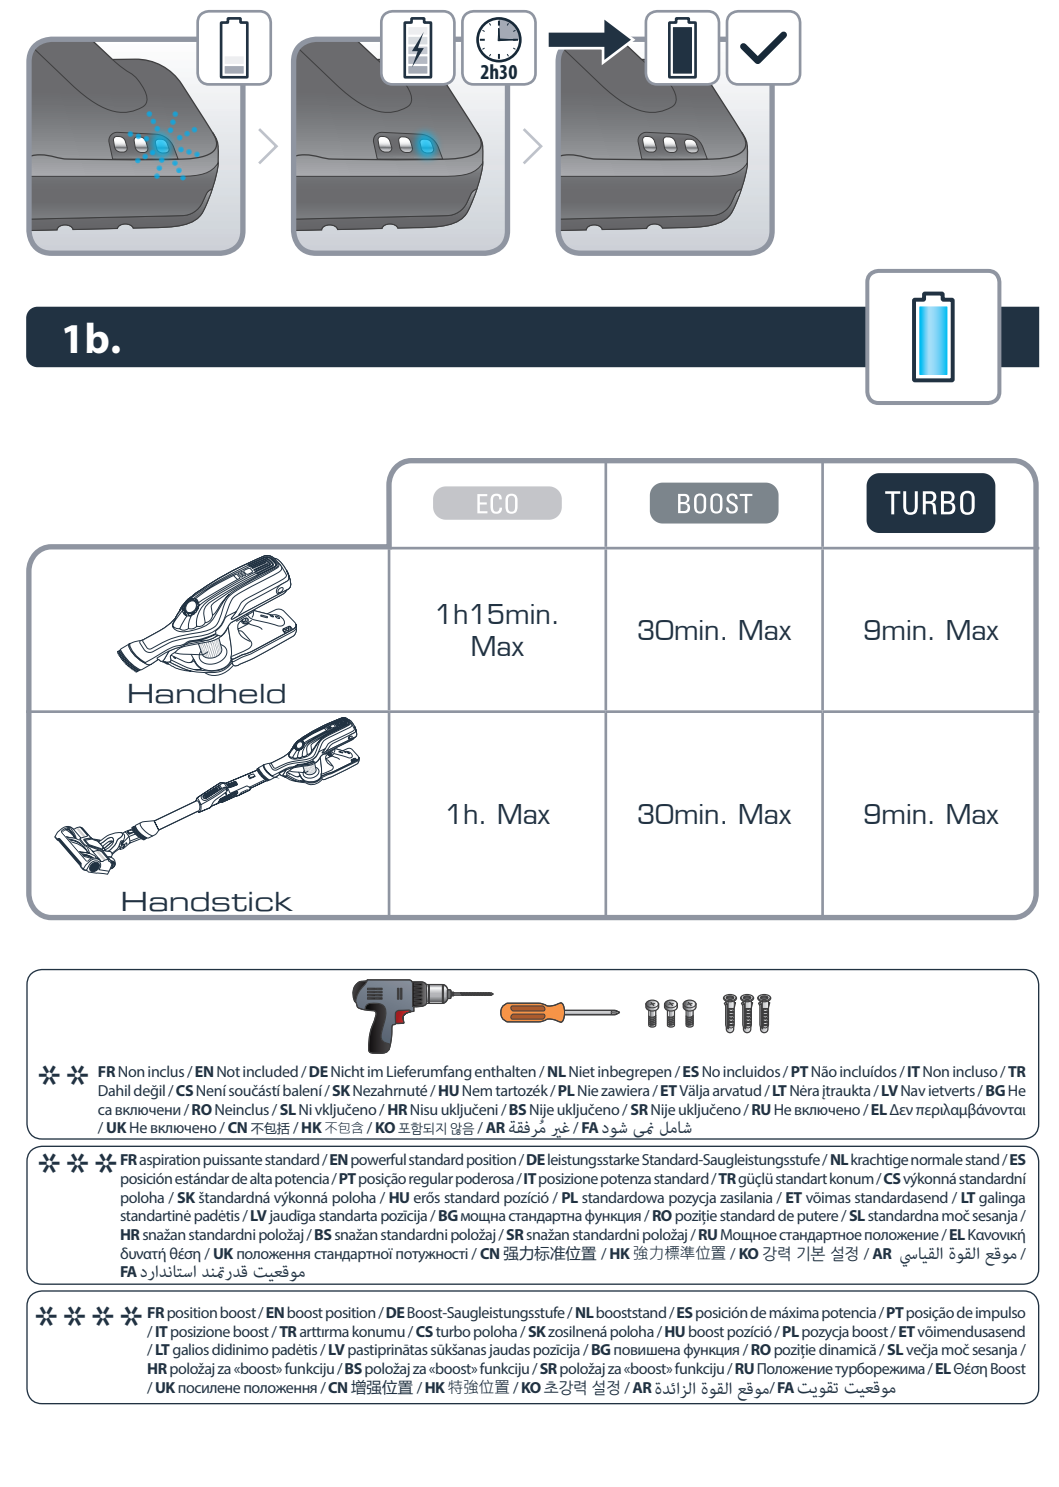 2h30
1b.
ECO
BOOST
TURBO
Handheld
1h15min.
Max
30min. Max
9min. Max
Handstick
1h. Max
30min. Max
9min. Max
** FR Non inclus / EN Not included / DE Nicht im Lieferumfang enthalten / NL Niet inbegrepen / ES No incluidos / PT Não incluídos / IT Non incluso / TR
Dahil değil / CS Není součástí balení / SK Nezahrnuté / HU Nem tartozék / PL Nie zawiera / ET Välja arvatud / LT Nėra įtraukta / LV Nav ietverts / BG Не
са включени / RO Neinclus / SL Ni vključeno / HR Nisu uključeni / BS Nije uključeno / SR Nije uključeno / RU Не включено / EL Δεν περιλαμβάνονται
/ UK Не включено / CN 不包括 / HK 不包含 / KO 포함되지 않음 / AR غير مُرفقة / FA شامل نمی شود
*** FR aspiration puissante standard / EN powerful standard position / DE leistungsstarke Standard-Saugleistungsstufe / NL krachtige normale stand / ES
posición estándar de alta potencia / PT posição regular poderosa / IT posizione potenza standard / TR güçlü standart konum / CS výkonná standardní
poloha / SK štandardná výkonná poloha / HU erős standard pozíció / PL standardowa pozycja zasilania / ET võimas standardasend / LT galinga
standartinė padėtis / LV jaudīga standarta pozīcija / BG мощна стандартна функция / RO poziție standard de putere / SL standardna moč sesanja /
HR snažan standardni položaj / BS snažan standardni položaj / SR snažan standardni položaj / RU Мощное стандартное положение / EL Κανονική
δυνατή θέση / UK положення стандартної потужності / CN 强力标准位置 / HK 強力標準位置 / KO 강력 기본 설정 / AR موقع القوة القياسي /
FA موقعیت قدرتمند استاندارد
**** FR position boost / EN boost position / DE Boost-Saugleistungsstufe / NL booststand / ES posición de máxima potencia / PT posição de impulso
/ IT posizione boost / TR arttırma konumu / CS turbo poloha / SK zosilnená poloha / HU boost pozíció / PL pozycja boost / ET võimendusasend
/ LT galios didinimo padėtis / LV pastiprinātas sūkšanas jaudas pozīcija / BG повишена функция / RO poziție dinamică / SL večja moč sesanja /
HR položaj za «boost» funkciju / BS položaj za «boost» funkciju / SR položaj za «boost» funkciju / RU Положение турборежима / EL Θέση Boost
/ UK посилене положення / CN 增强位置 / HK 特強位置 / KO 초강력 설정 / AR موقع القوة الزائدة / FA موقعیت تقویت